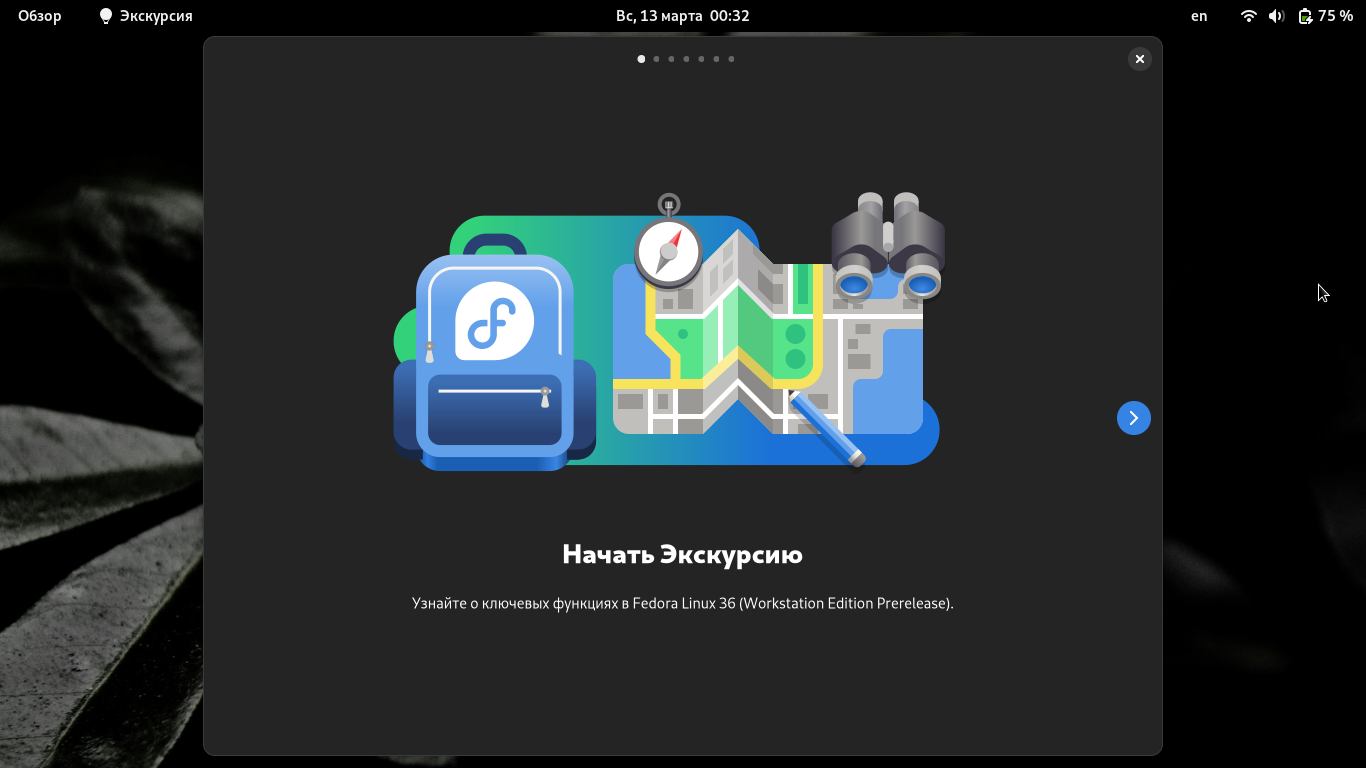 Обзор
Экскурсия
Вс, 13 марта 00:32
en
75 %
Начать Экскурсию
Узнайте о ключевых функциях в Fedora Linux 36 (Workstation Edition Prerelease).